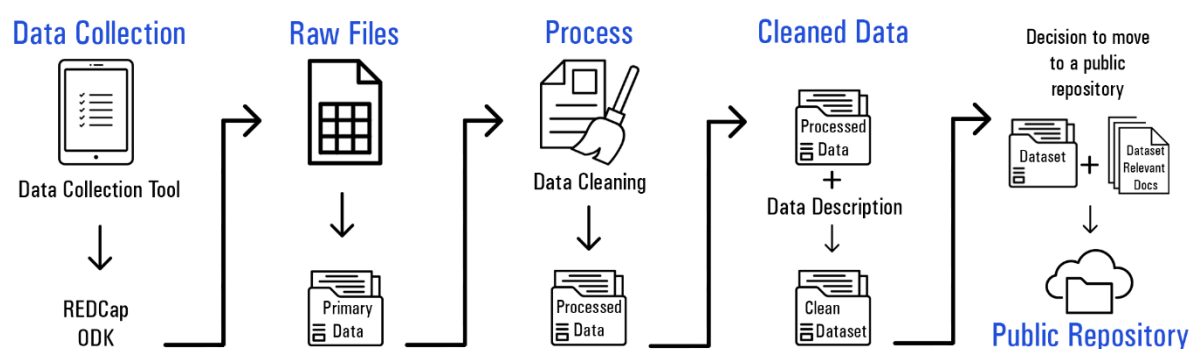 Data Collection
Data Collection Tool
REDCap
ODK
Raw Files
Primary
Data
Process
Data Cleaning
Processed
Data
Cleaned Data
Processed
Data
+
Data Description
Clean
Dataset
Decision to move
to a public
repository
Dataset
+
Dataset
Relevant
Docs
Public Repository